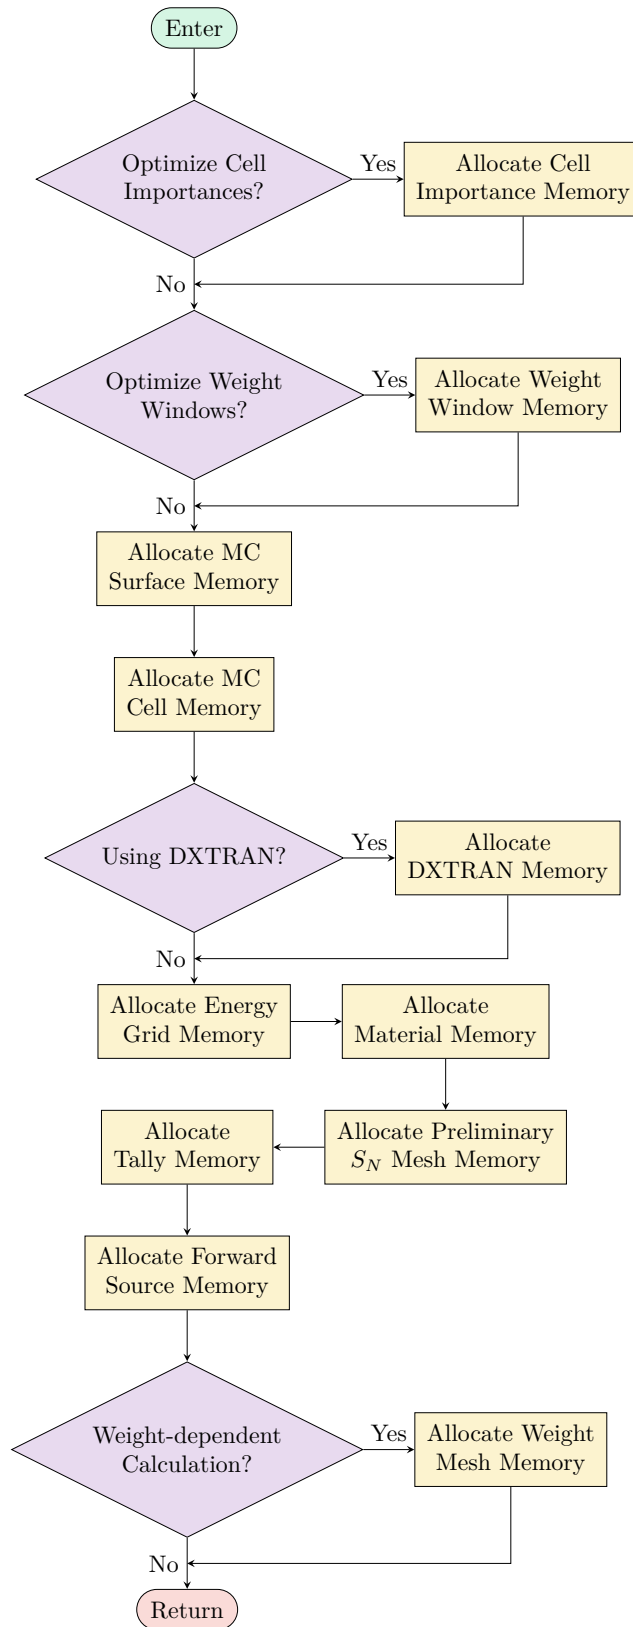 Enter
Optimize Cell
Importances?
Yes
Allocate Cell
Importance Memory
No
Optimize Weight
Windows?
Yes
Allocate Weight
Window Memory
No
Allocate MC
Surface Memory
Allocate MC
Cell Memory
Using DXTRAN?
Yes
Allocate
DXTRAN Memory
No
Allocate Energy
Grid Memory
Allocate
Material Memory
Allocate Preliminary
$S_N$ Mesh Memory
Allocate
Tally Memory
Allocate Forward
Source Memory
Weight-dependent
Calculation?
Yes
Allocate Weight
Mesh Memory
No
Return